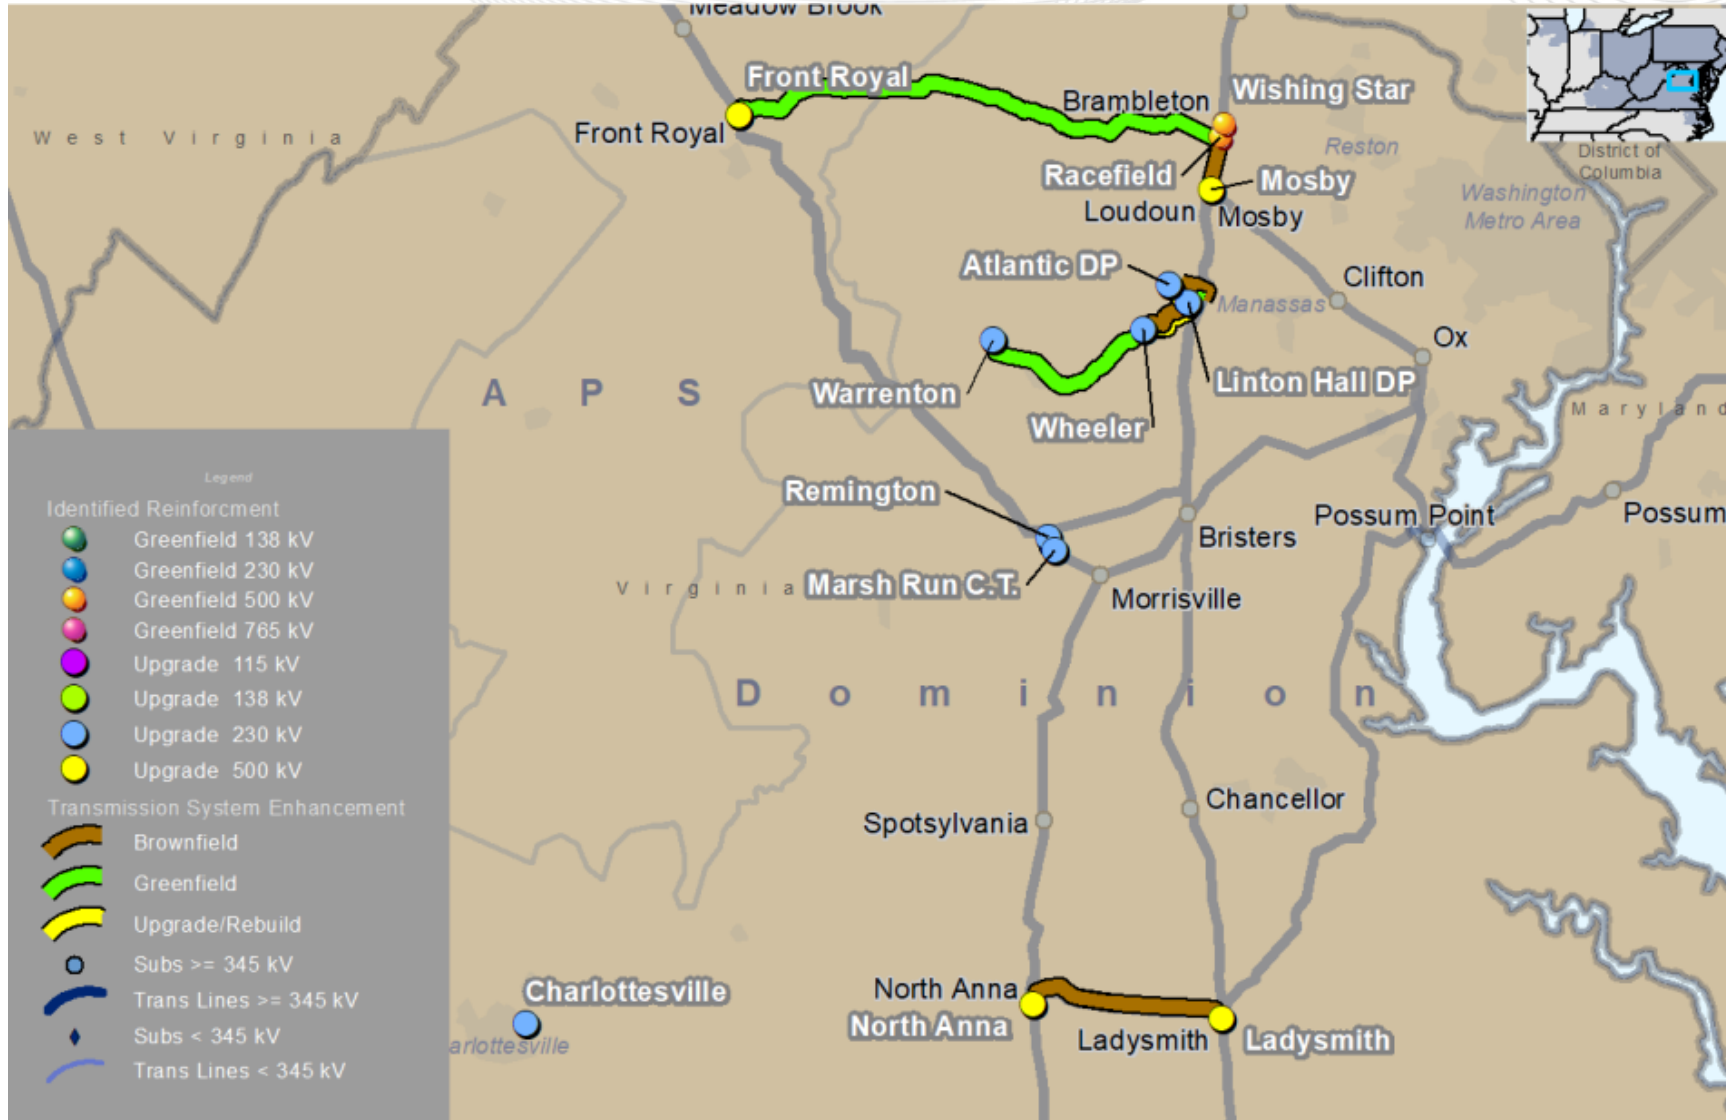 Meadow Brook
Front Royal
Front Royal
Brambleton
Wishing Star
West Virginia
Racefield
Mosby
Loudoun
Mosby
Reston
District of
Columbia
Washington
Metro Area
Atlantic DP
Clifton
Manassas
Ox
A P S
Warrenton
Linton Hall DP
Wheeler
Maryland
Remington
Bristers
Possum Point
Possum
Virginia
Marsh Run C.T.
Morrisville
Dominion
Spotsylvania
Chancellor
Charlottesville
arlottesville
North Anna
North Anna
Ladysmith
Ladysmith
Legend
Identified Reinforcment
Greenfield 138 kV
Greenfield 230 kV
Greenfield 500 kV
Greenfield 765 kV
Upgrade 115 kV
Upgrade 138 kV
Upgrade 230 kV
Upgrade 500 kV
Transmission System Enhancement
Brownfield
Greenfield
Upgrade/Rebuild
Subs >= 345 kV
Trans Lines >= 345 kV
Subs < 345 kV
Trans Lines < 345 kV